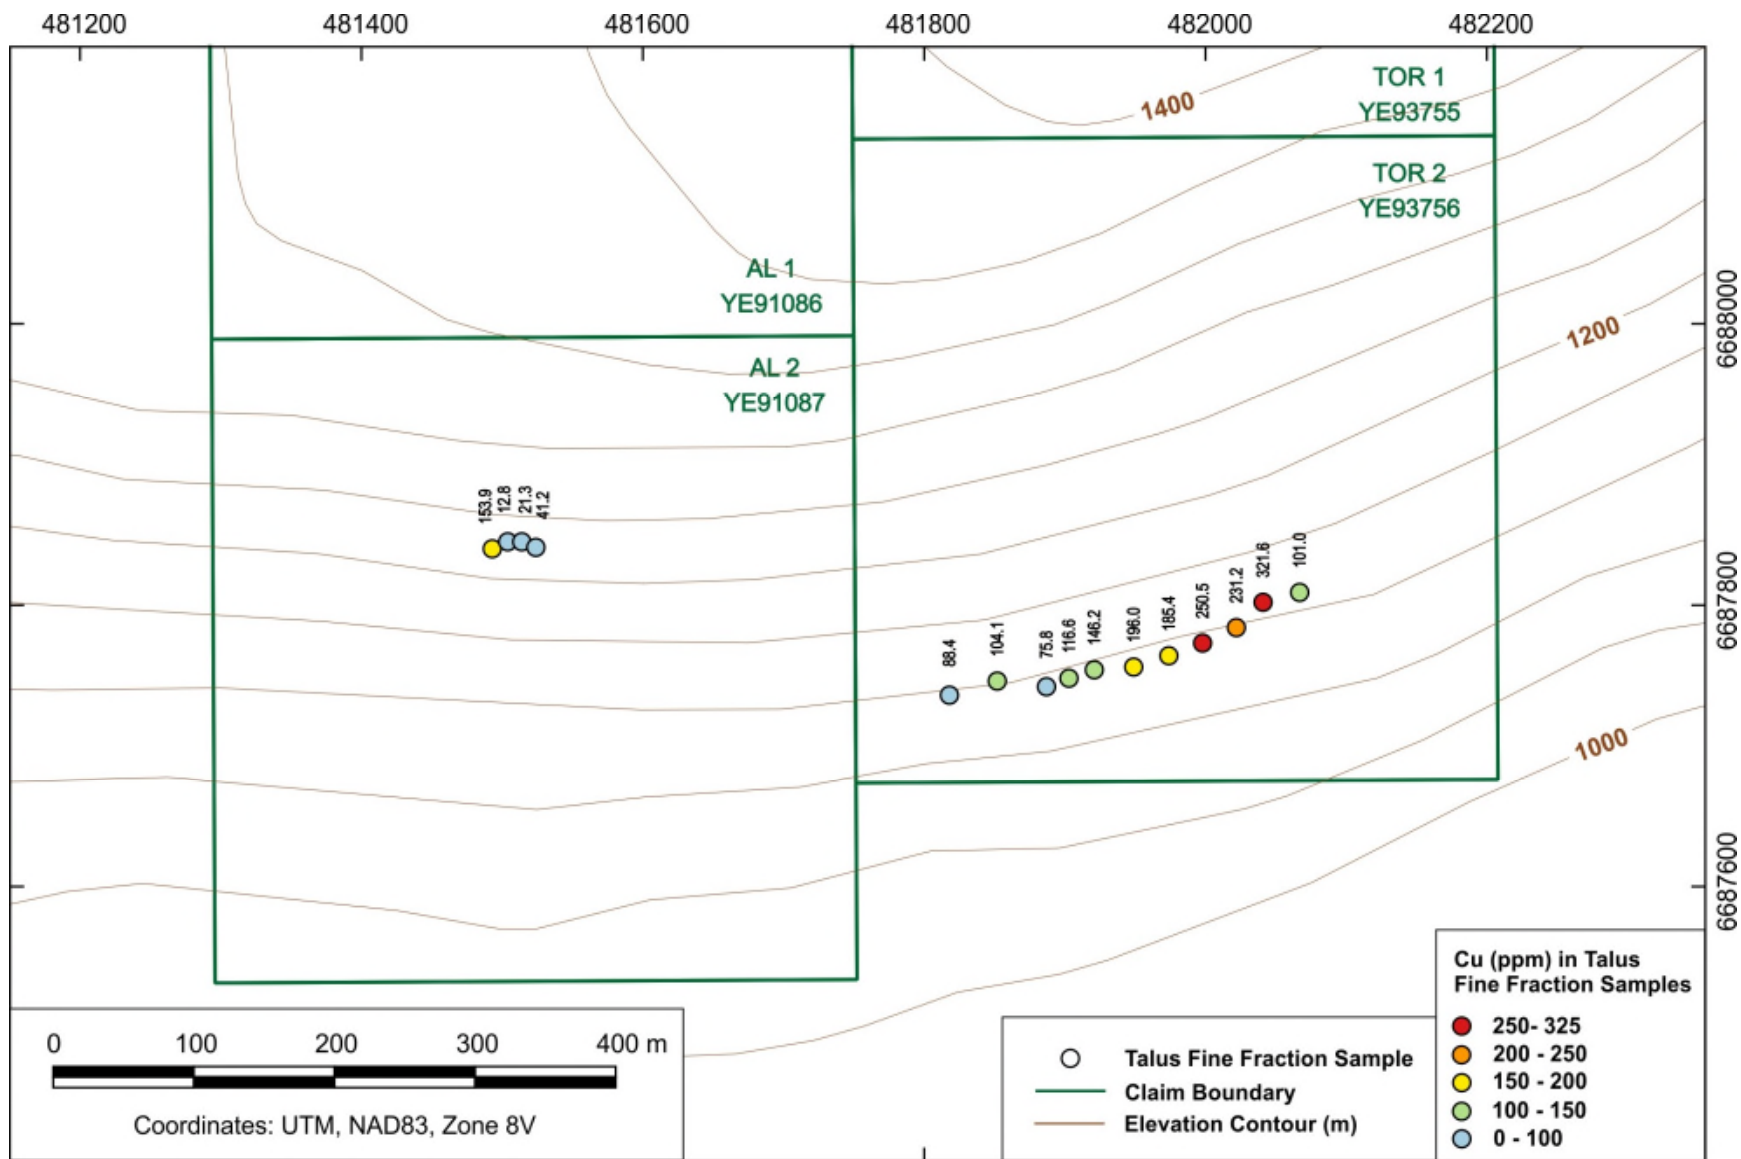 481200
481400
481600
481800
482000
482200
TOR 1
YE93755
1400
TOR 2
YE93756
AL 1
YE91086
6688000
1200
AL 2
YE91087
153.9
12.8
21.3
41.2
88.4
104.1
75.8
116.6
146.2
196.0
185.4
250.5
231.2
321.6
101.0
6687800
1000
6687600
Cu (ppm) in Talus
Fine Fraction Samples
250- 325
200 - 250
150 - 200
100 - 150
0 - 100
Talus Fine Fraction Sample
Claim Boundary
Elevation Contour (m)
0 100 200 300 400 m
Coordinates: UTM, NAD83, Zone 8V